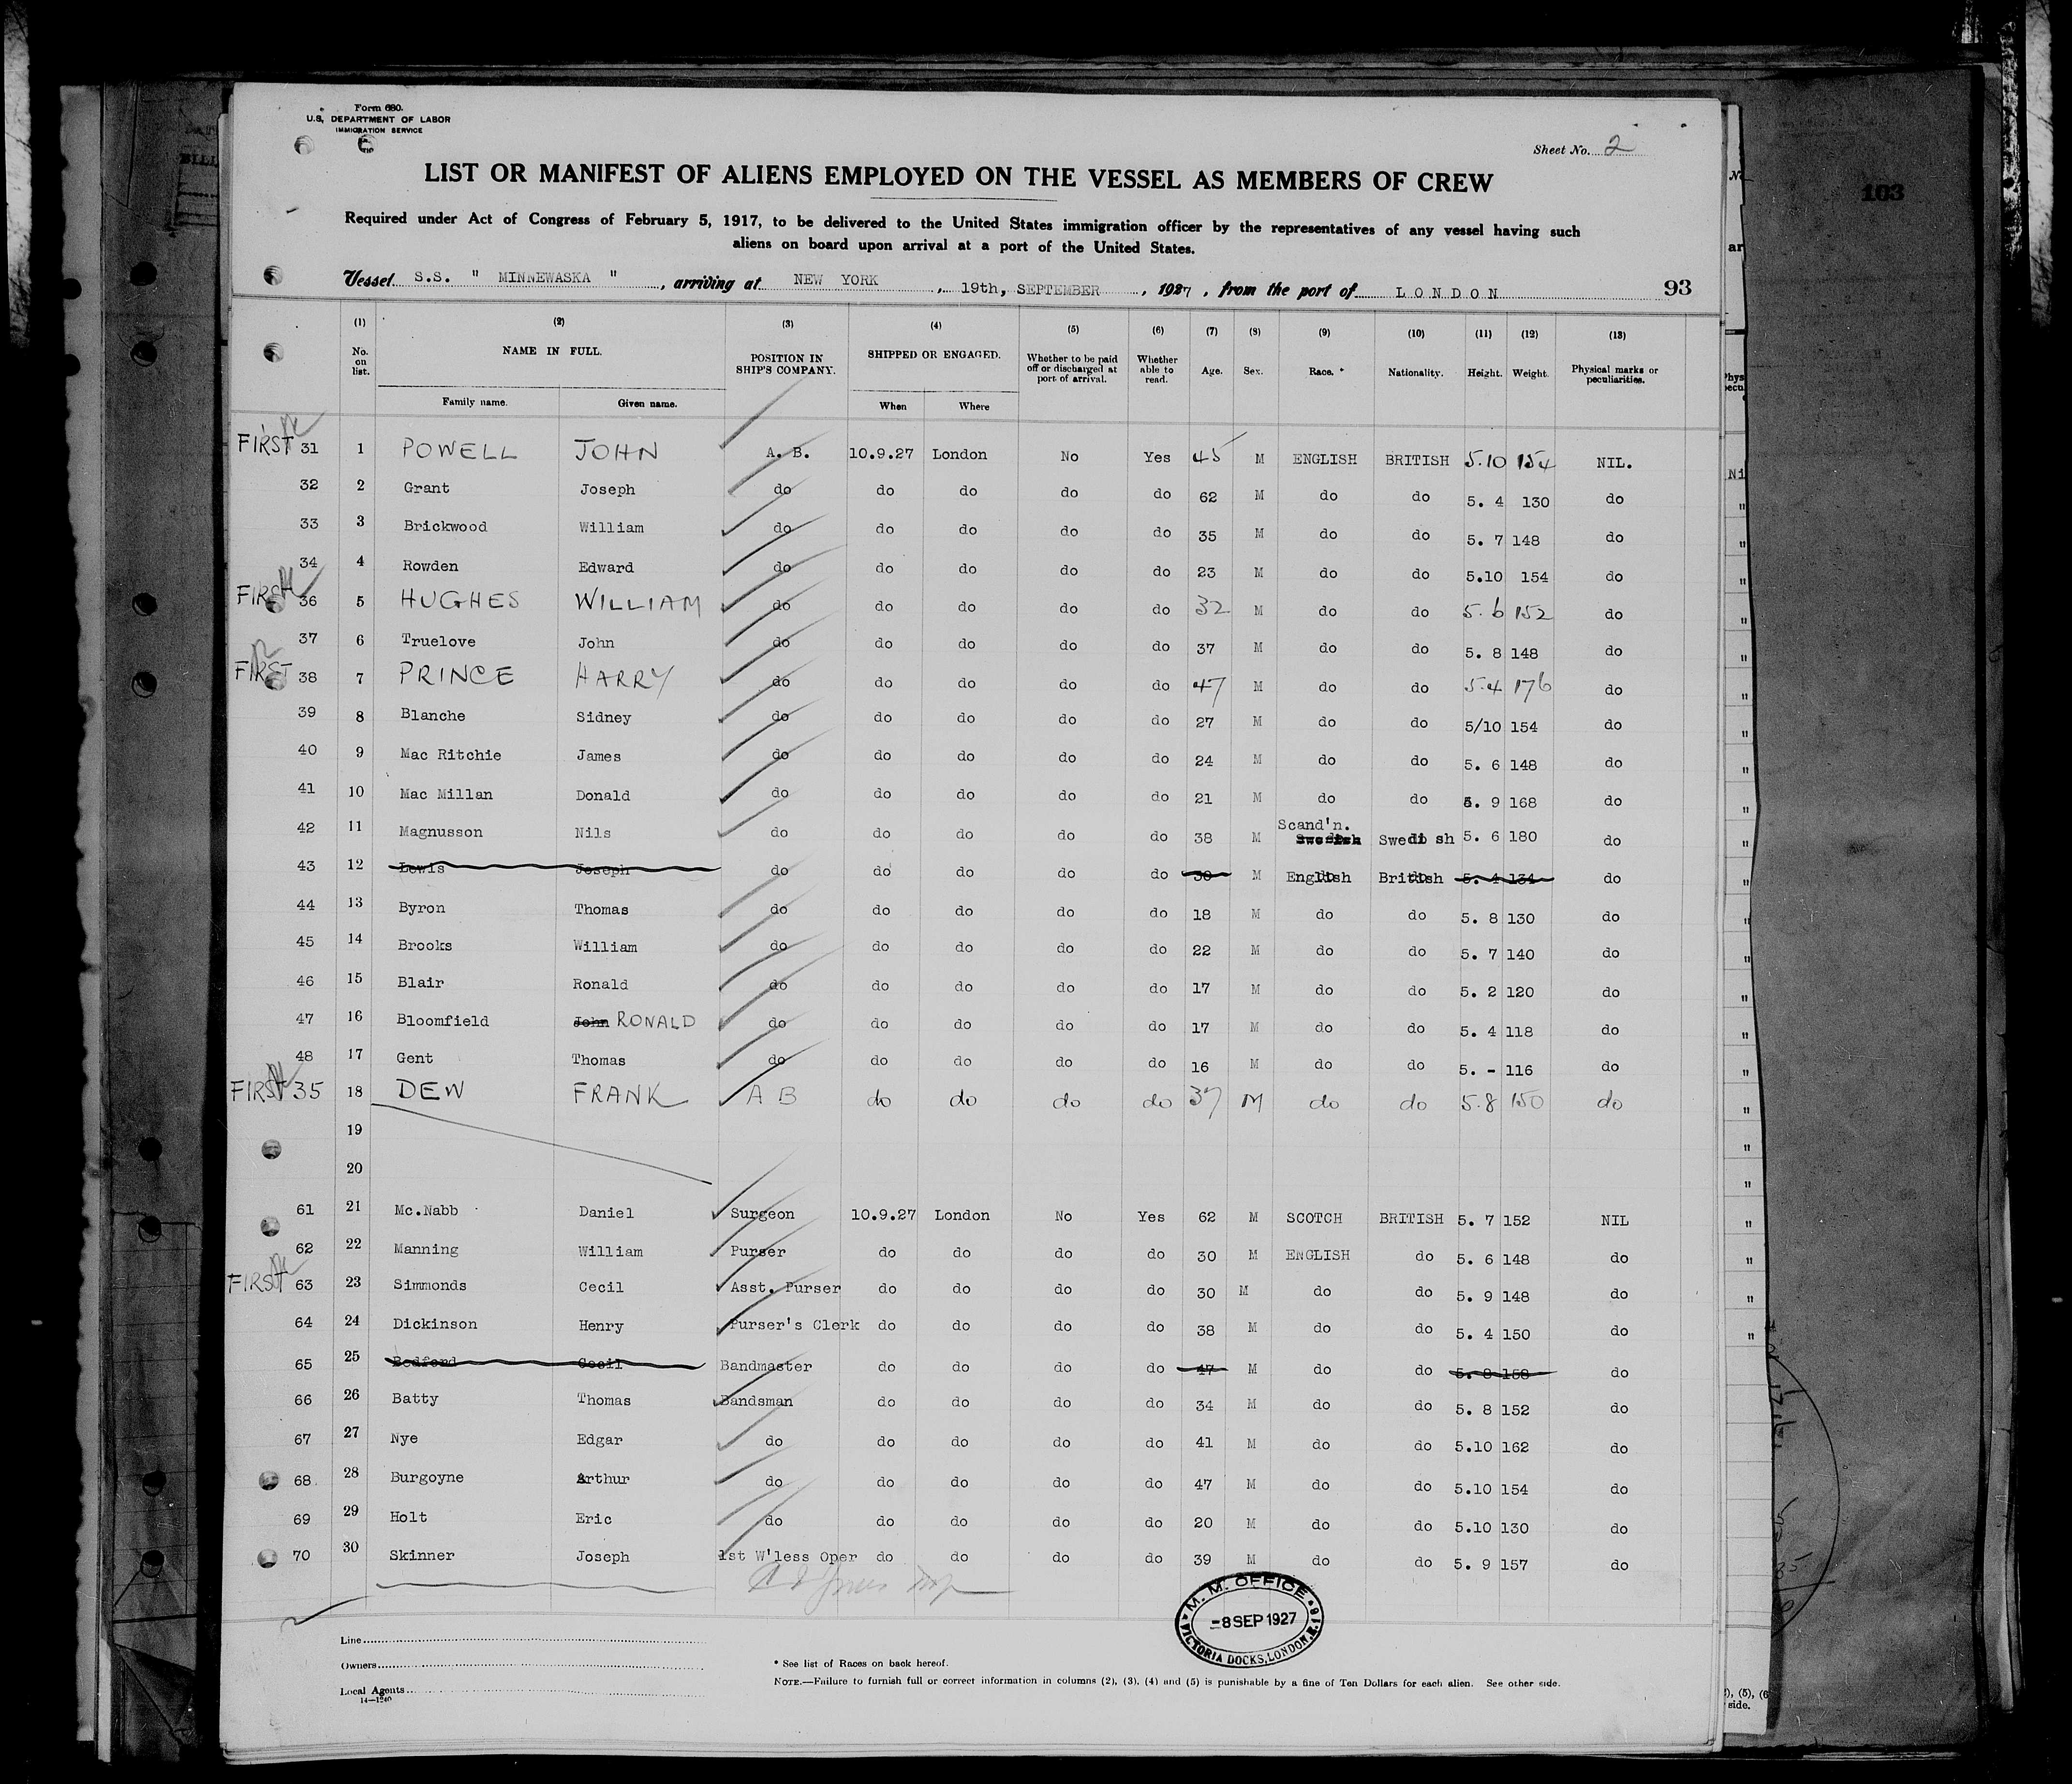 Form 680.
U.S. DEPARTMENT OF LABOR
IMMIGRATION SERVICE
Sheet No. 2
LIST OR MANIFEST OF ALIENS EMPLOYED ON THE VESSEL AS MEMBERS OF CREW
Required under Act of Congress of February 5, 1917, to be delivered to the United States immigration officer by the representatives of any vessel having such
aliens on board upon arrival at a port of the United States.
Vessel S.S. " MINNEWASKA ", arriving at NEW YORK, 19th, SEPTEMBER, 1927, from the port of LONDON 93
(1) (2) (3) (4) (5) (6) (7) (8) (9) (10) (11) (12) (13)
No. on list. NAME IN FULL. POSITION IN SHIP'S COMPANY. SHIPPED OR ENGAGED. Whether to be paid off or discharged at port of arrival. Whether able to read. Age. Sex. Race. * Nationality. Height. Weight. Physical marks or peculiarities.
Family name. Given name. When Where
FIRST 31 1 POWELL JOHN A. B. 10.9.27 London No Yes 45 M ENGLISH BRITISH 5.10 154 NIL.
32 2 Grant Joseph do do do do do 62 M do do 5. 4 130 do
33 3 Brickwood William do do do do do 35 M do do 5. 7 148 do
34 4 Rowden Edward do do do do do 23 M do do 5.10 154 do
FIRST 36 5 HUGHES WILLIAM do do do do do 32 M do do 5.6 152 do
37 6 Truelove John do do do do do 37 M do do 5. 8 148 do
FIRST 38 7 PRINCE HARRY do do do do do 47 M do do 5.4 176 do
39 8 Blanche Sidney do do do do do 27 M do do 5/10 154 do
40 9 Mac Ritchie James do do do do do 24 M do do 5. 6 148 do
41 10 Mac Millan Donald do do do do do 21 M do do 5. 9 168 do
42 11 Magnusson Nils do do do do do 38 M Scand'n. Swedish Swedish 5. 6 180 do
43 12 Lewis Joseph do do do do do 30 M English British 5. 4 134 do
44 13 Byron Thomas do do do do do 18 M do do 5. 8 130 do
45 14 Brooks William do do do do do 22 M do do 5. 7 140 do
46 15 Blair Ronald do do do do do 17 M do do 5. 2 120 do
47 16 Bloomfield John RONALD do do do do do 17 M do do 5. 4 118 do
48 17 Gent Thomas do do do do do 16 M do do 5. - 116 do
FIRST 35 18 DEW FRANK A B do do do do 37 M do do 5.8 150 do
19
20
61 21 Mc.Nabb Daniel Surgeon 10.9.27 London No Yes 62 M SCOTCH BRITISH 5. 7 152 NIL
62 22 Manning William Purser do do do do 30 M ENGLISH do 5. 6 148 do
FIRST 63 23 Simmonds Cecil Asst. Purser do do do do 30 M do do 5. 9 148 do
64 24 Dickinson Henry Purser's Clerk do do do do 38 M do do 5. 4 150 do
65 25 Bedford Cecil Bandmaster do do do do 47 M do do 5. 8 158 do
66 26 Batty Thomas Bandsman do do do do 34 M do do 5. 8 152 do
67 27 Nye Edgar do do do do do 41 M do do 5.10 162 do
68 28 Burgoyne Arthur do do do do do 47 M do do 5.10 154 do
69 29 Holt Eric do do do do do 20 M do do 5.10 130 do
70 30 Skinner Joseph 1st W'less Oper do do do do 39 M do do 5. 9 157 do
M. M. OFFICE
-8 SEP 1927
VICTORIA DOCKS, LONDON, E.16
Line
Owners
Local Agents
14-1240
* See list of Races on back hereof.
NOTE.—Failure to furnish full or correct information in columns (2), (3), (4) and (5) is punishable by a fine of Ten Dollars for each alien. See other side.
103